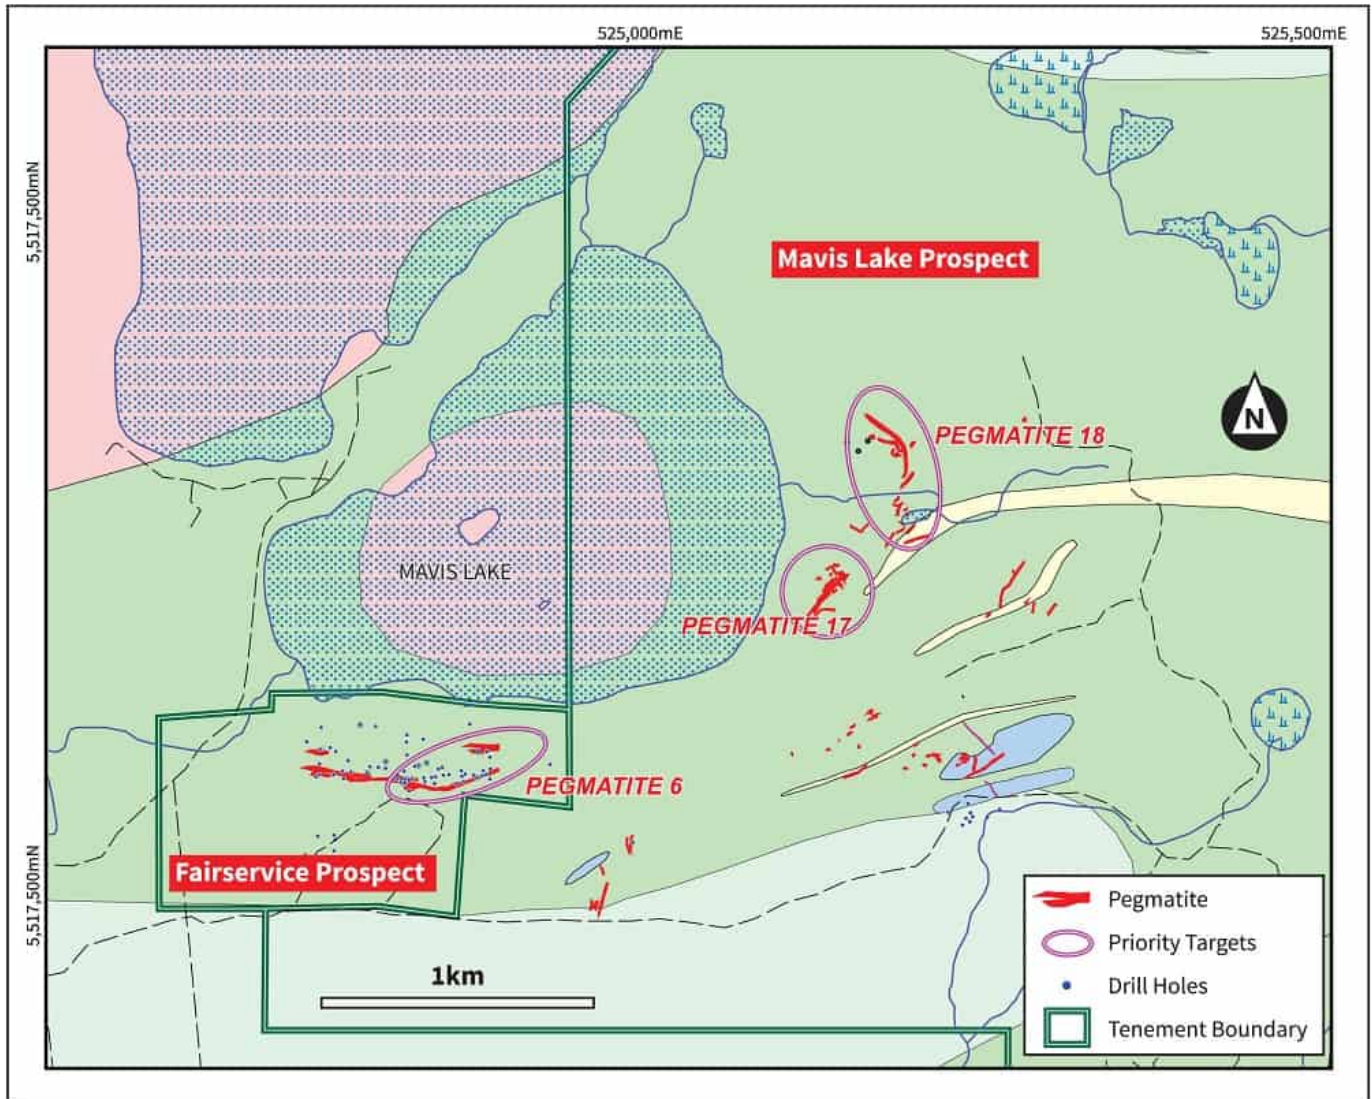 525,000mE
525,500mE
5,517,500mN
Mavis Lake Prospect
N
PEGMATITE 18
MAVIS LAKE
PEGMATITE 17
PEGMATITE 6
Fairservice Prospect
5,517,500mN
1km
Pegmatite
Priority Targets
Drill Holes
Tenement Boundary